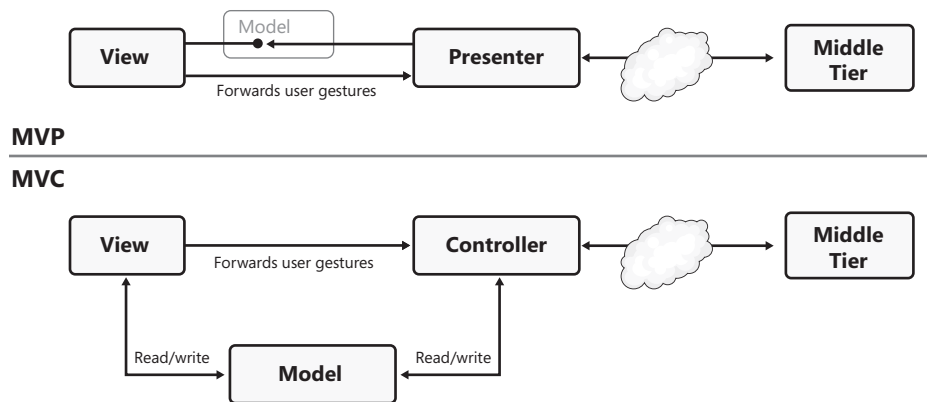 Model
View
Presenter
Middle
Tier
Forwards user gestures
MVP
MVC
View
Controller
Middle
Tier
Forwards user gestures
Read/write
Read/write
Model